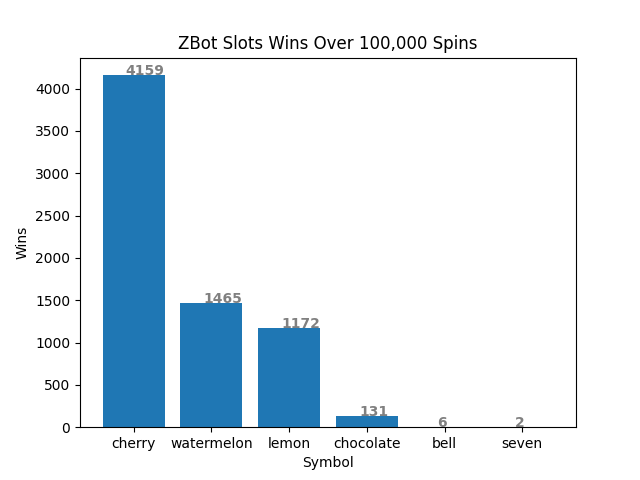 ZBot Slots Wins Over 100,000 Spins
Wins
4000
3500
3000
2500
2000
1500
1000
500
0
4159
1465
1172
131
6
2
cherry
watermelon
lemon
chocolate
bell
seven
Symbol